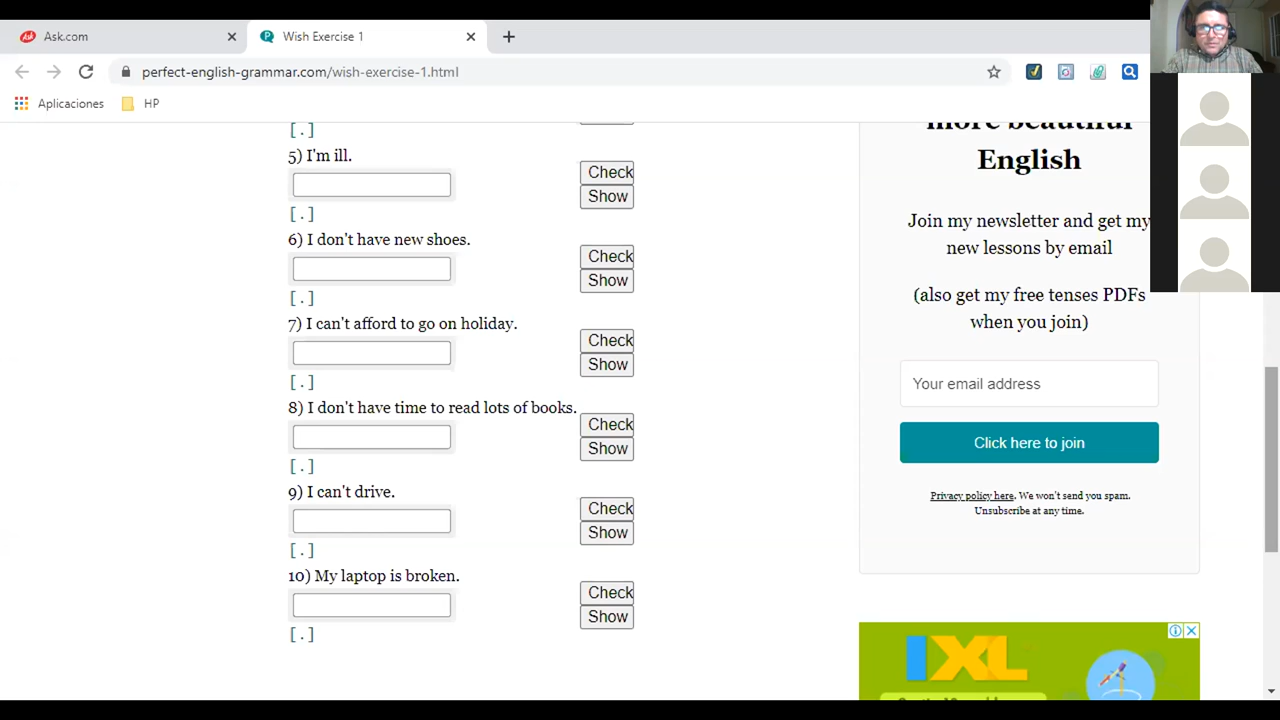 Ask.com
Wish Exercise 1
perfect-english-grammar.com/wish-exercise-1.html
Aplicaciones
HP
[ . ]
5) I'm ill.
Check
Show
[ . ]
6) I don't have new shoes.
Check
Show
[ . ]
7) I can't afford to go on holiday.
Check
Show
[ . ]
8) I don't have time to read lots of books.
Check
Show
[ . ]
9) I can't drive.
Check
Show
[ . ]
10) My laptop is broken.
Check
Show
[ . ]
more beautiful
English
Join my newsletter and get my
new lessons by email
(also get my free tenses PDFs
when you join)
Your email address
Click here to join
Privacy policy here. We won't send you spam.
Unsubscribe at any time.
IXL